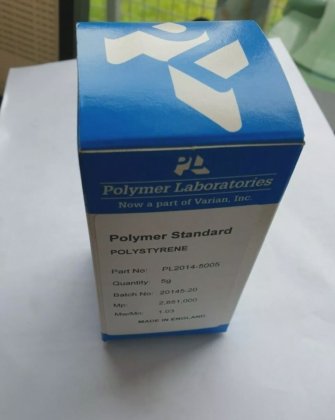 PL
Polymer Laboratories
Now a part of Varian, Inc.
Polymer Standard
POLYSTYRENE
Part No: PL2014-5005
Quantity: 5g
Batch No: 20145-20
Mp: 2,851,000
Mw/Mn: 1.03
MADE IN ENGLAND